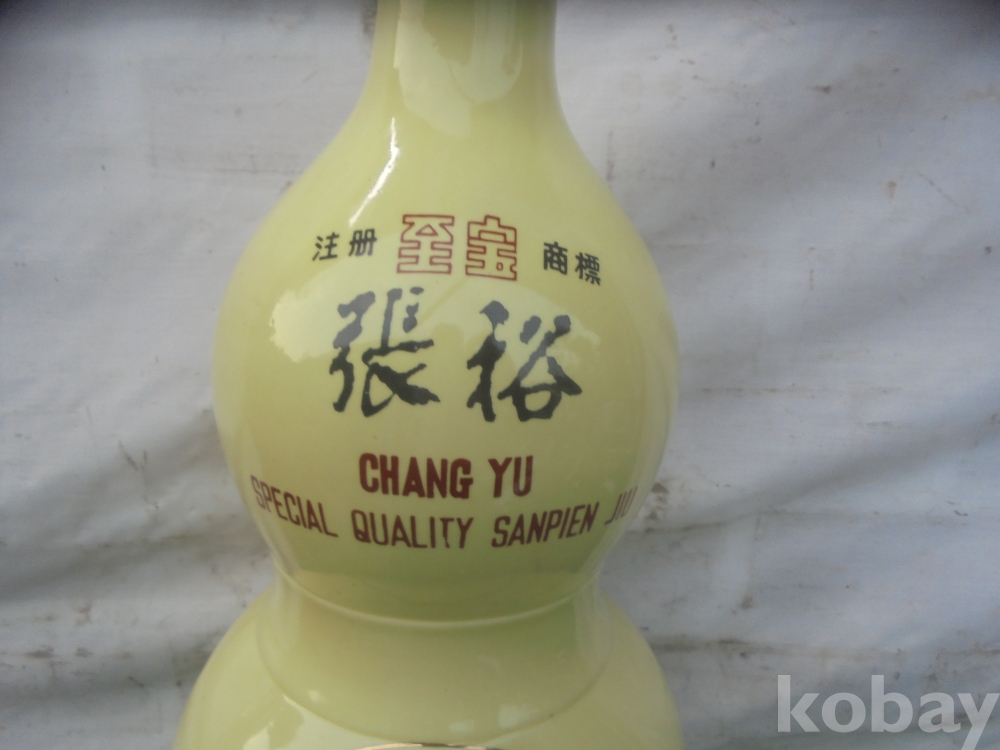 注册 至宝 商標
張裕
CHANG YU
SPECIAL QUALITY SANPIEN JIU
kobay